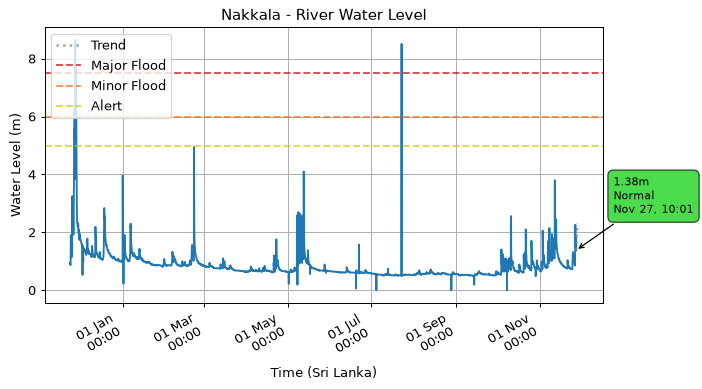 Nakkala - River Water Level
Trend
Major Flood
Minor Flood
Alert
Water Level (m)
8
6
4
2
0
1.38m
Normal
Nov 27, 10:01
01 Jan
00:00
01 Mar
00:00
01 May
00:00
01 Jul
00:00
01 Sep
00:00
01 Nov
00:00
Time (Sri Lanka)